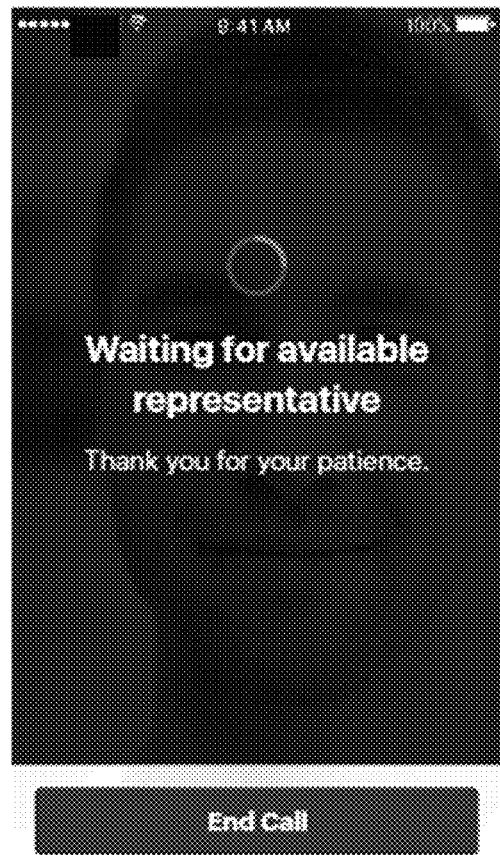 9:41 AM 100%
Waiting for available
representative
Thank you for your patience.
End Call